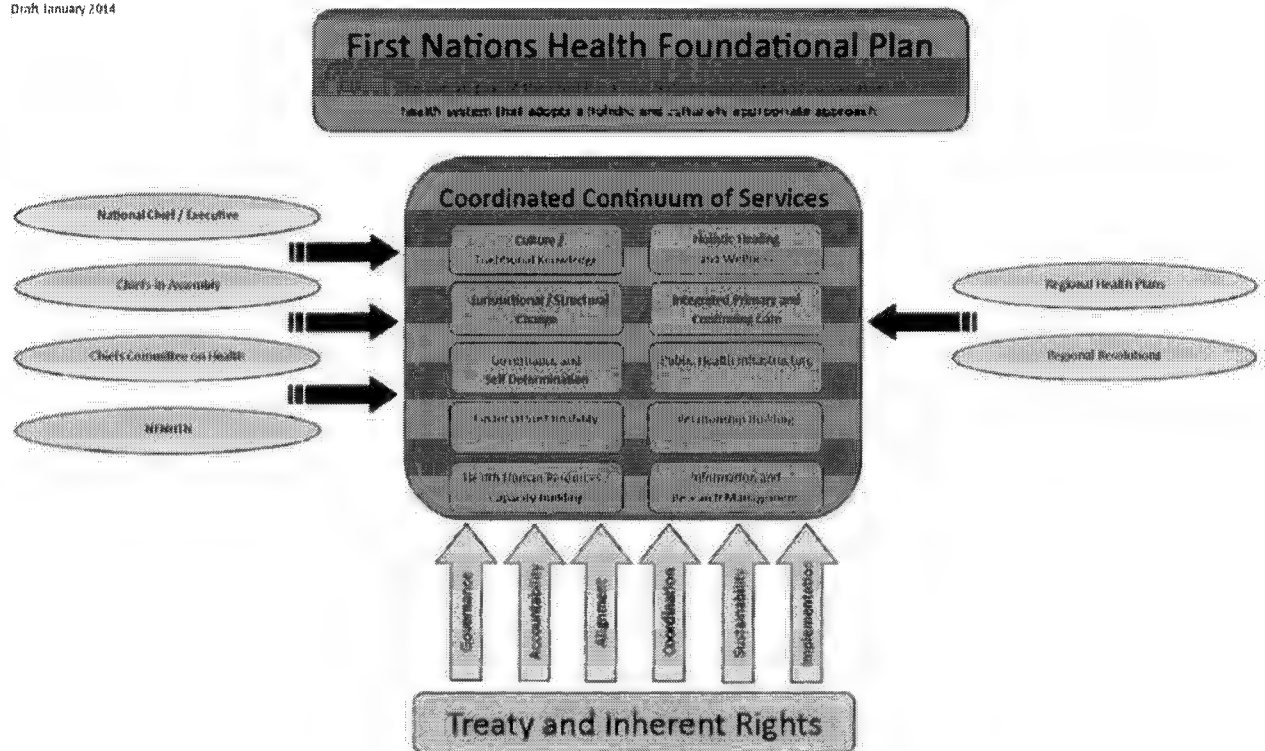 Draft January 2014
First Nations Health Foundational Plan
health system that adopts a holistic and culturally appropriate approach
Coordinated Continuum of Services
National Chief / Executive
Chiefs in Assembly
Chiefs Committee on Health
NFNHTN
Culture /
Traditional Knowledge
Holistic Healing
and Wellness
Jurisdictional / Structural
Change
Integrated Primary and
Continuing Care
Governance and
Self Determination
Public Health Infrastructure
Relationship Building
Health Human Resources /
Capacity Building
Information and
Research Management
Regional Health Plans
Regional Resolutions
Governance
Accountability
Alignment
Coordination
Sustainability
Implementation
Treaty and Inherent Rights